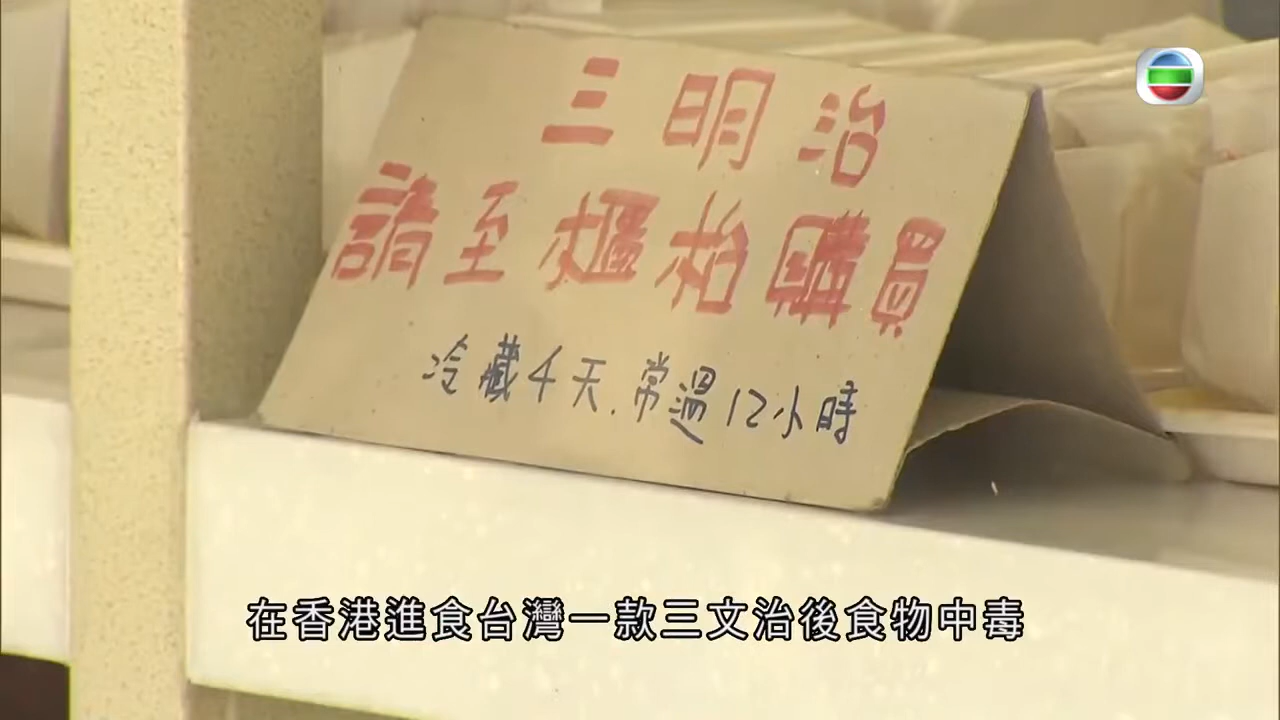 三明治
請至櫃枱購買
冷藏4天.常溫12小時
在香港進食台灣一款三文治後食物中毒